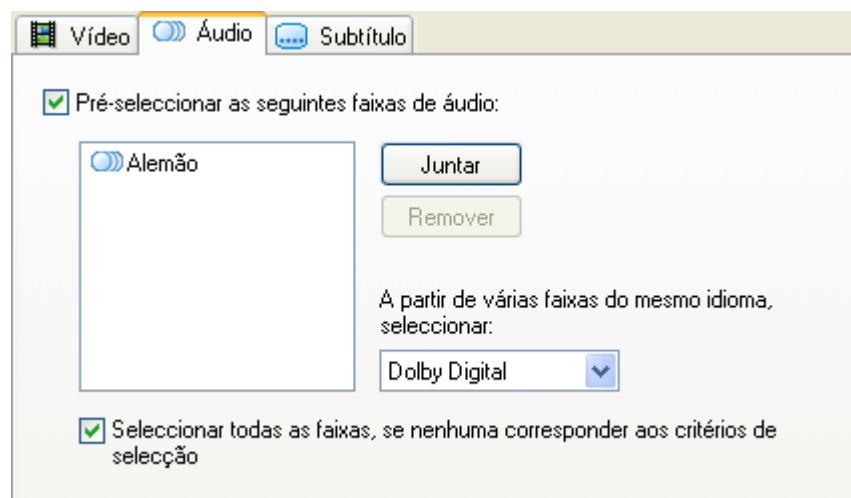 Vídeo Áudio Subtítulo
Pré-seleccionar as seguintes faixas de áudio:
Alemão
Juntar
Remover
A partir de várias faixas do mesmo idioma,
seleccionar:
Dolby Digital
Seleccionar todas as faixas, se nenhuma corresponder aos critérios de
selecção